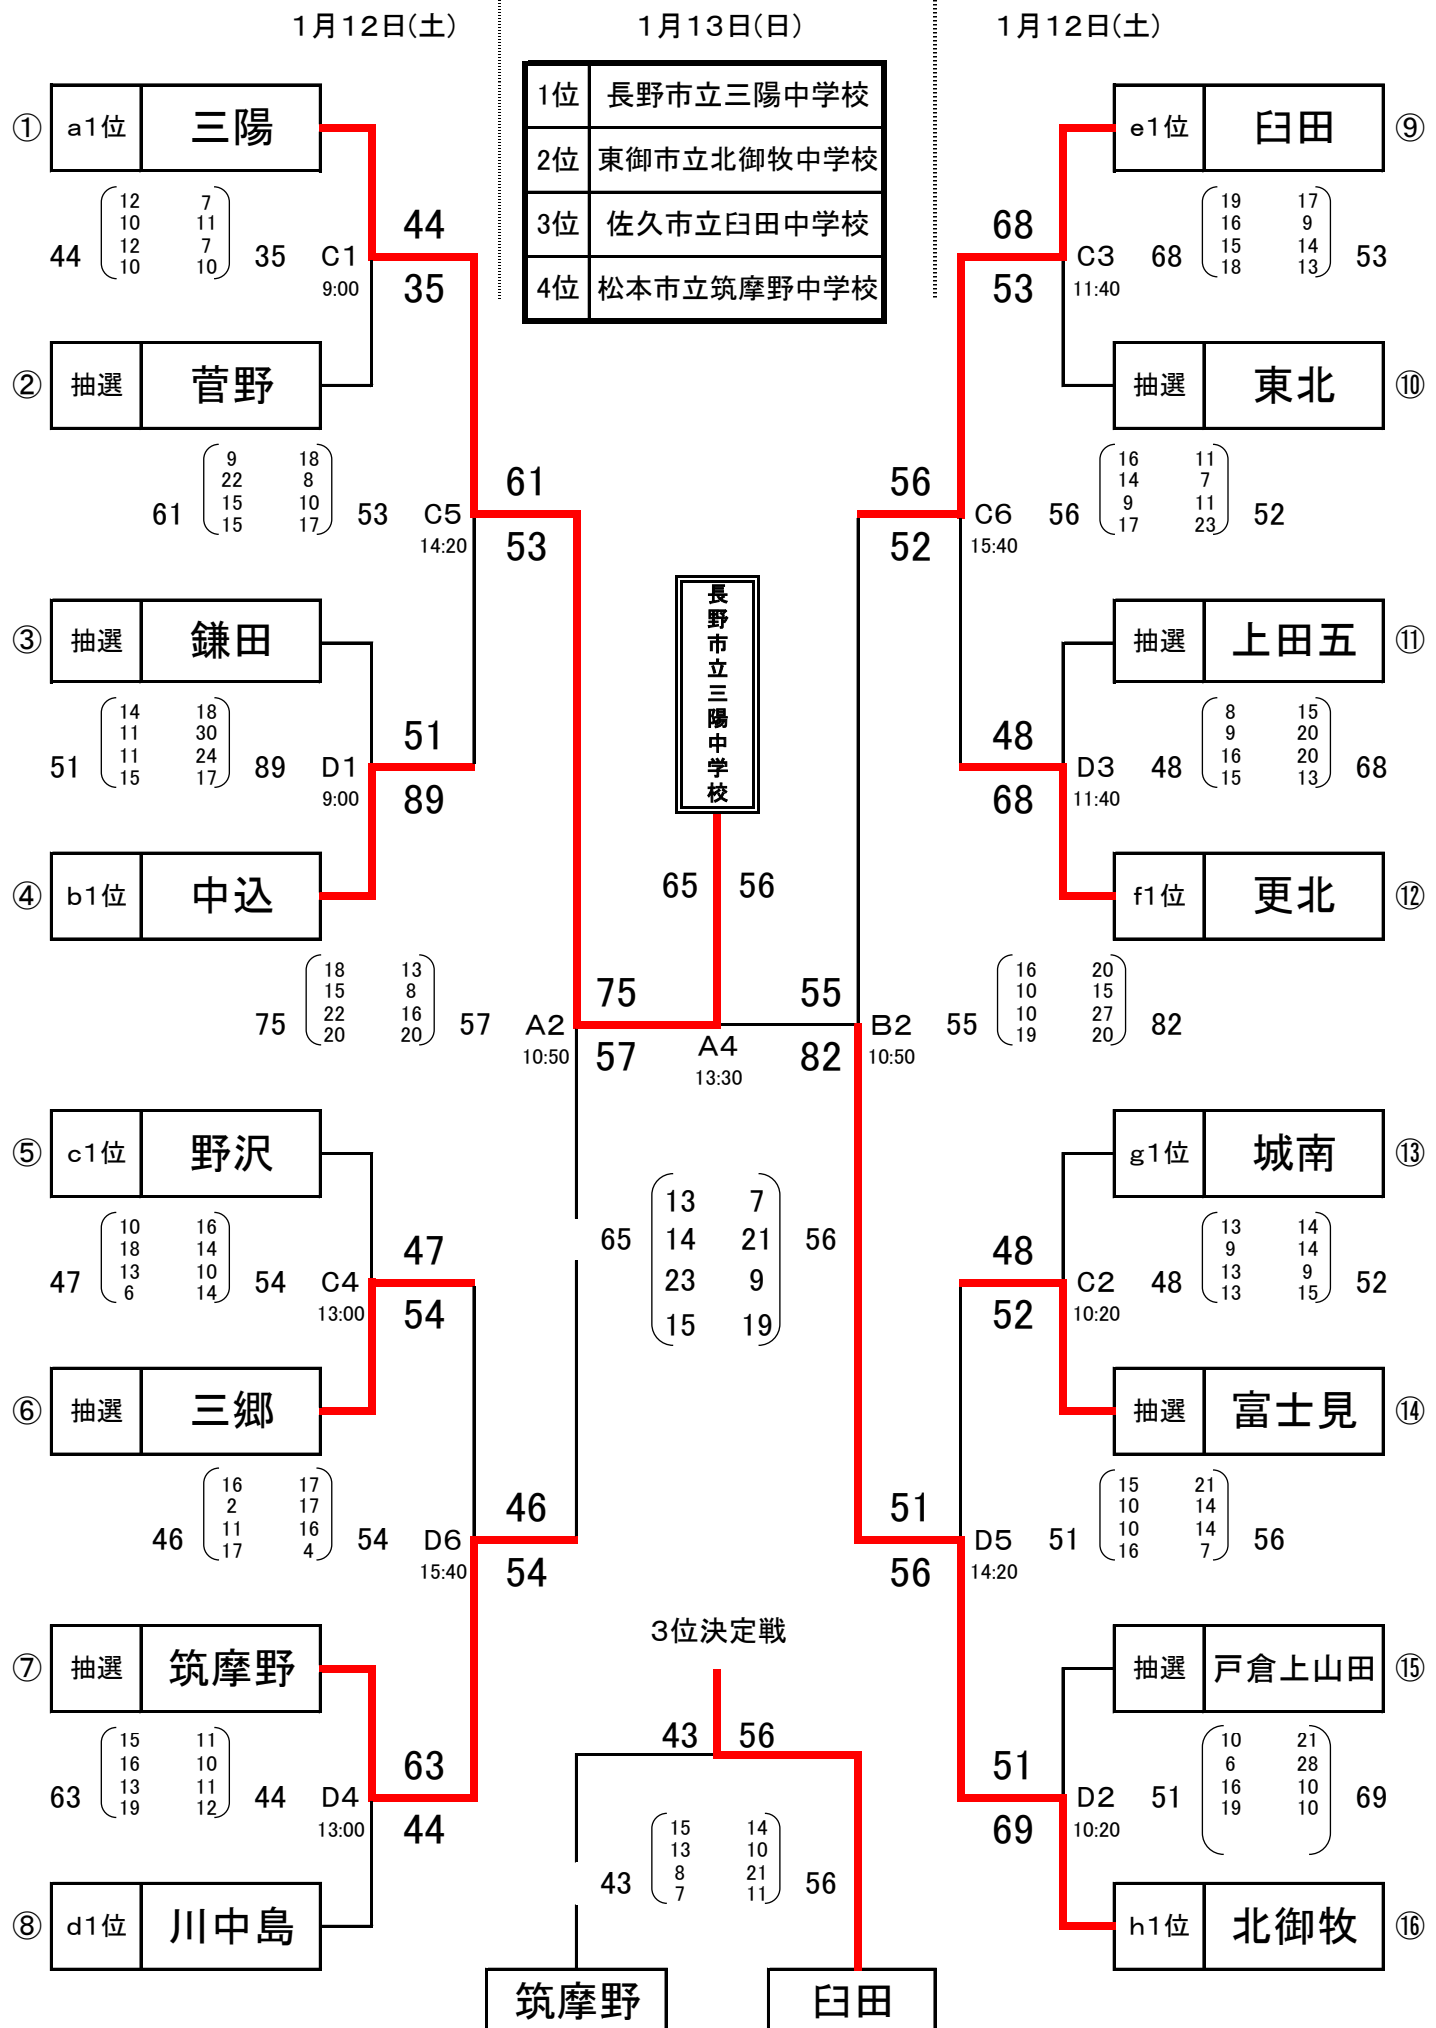 1月12日(土)
1月13日(日)
1月12日(土)
1位 長野市立三陽中学校
2位 東御市立北御牧中学校
3位 佐久市立臼田中学校
4位 松本市立筑摩野中学校
① a1位 三陽
12 7
10 11
12 7
10 10
44 35
C1
9:00
44
35
② 抽選 菅野
9 18
22 8
15 10
15 17
61 53
C5
14:20
61
53
③ 抽選 鎌田
14 18
11 30
11 24
15 17
51 89
D1
9:00
51
89
④ b1位 中込
18 13
15 8
22 16
20 20
75 57
A2
10:50
75
57
⑤ c1位 野沢
10 16
18 14
13 10
6 14
47 54
C4
13:00
47
54
⑥ 抽選 三郷
16 17
2 17
11 16
17 4
46 54
D6
15:40
46
54
⑦ 抽選 筑摩野
15 11
16 10
13 11
19 12
63 44
D4
13:00
63
44
⑧ d1位 川中島
長野市立三陽中学校
65 56
A4
13:30
13 7
14 21
23 9
15 19
65 56
3位決定戦
43 56
15 14
13 10
8 21
7 11
43 56
筑摩野
臼田
e1位 臼田 ⑨
68
53
C3
11:40
19 17
16 9
15 14
18 13
68 53
抽選 東北 ⑩
56
52
C6
15:40
16 11
14 7
9 11
17 23
56 52
抽選 上田五 ⑪
48
68
D3
11:40
8 15
9 20
16 20
15 13
48 68
f1位 更北 ⑫
55
82
B2
10:50
16 20
10 15
10 27
19 20
55 82
g1位 城南 ⑬
48
52
C2
10:20
13 14
9 14
13 9
13 15
48 52
抽選 富士見 ⑭
51
56
D5
14:20
15 21
10 14
10 14
16 7
51 56
抽選 戸倉上山田 ⑮
51
69
D2
10:20
10 21
6 28
16 10
19 10
51 69
h1位 北御牧 ⑯